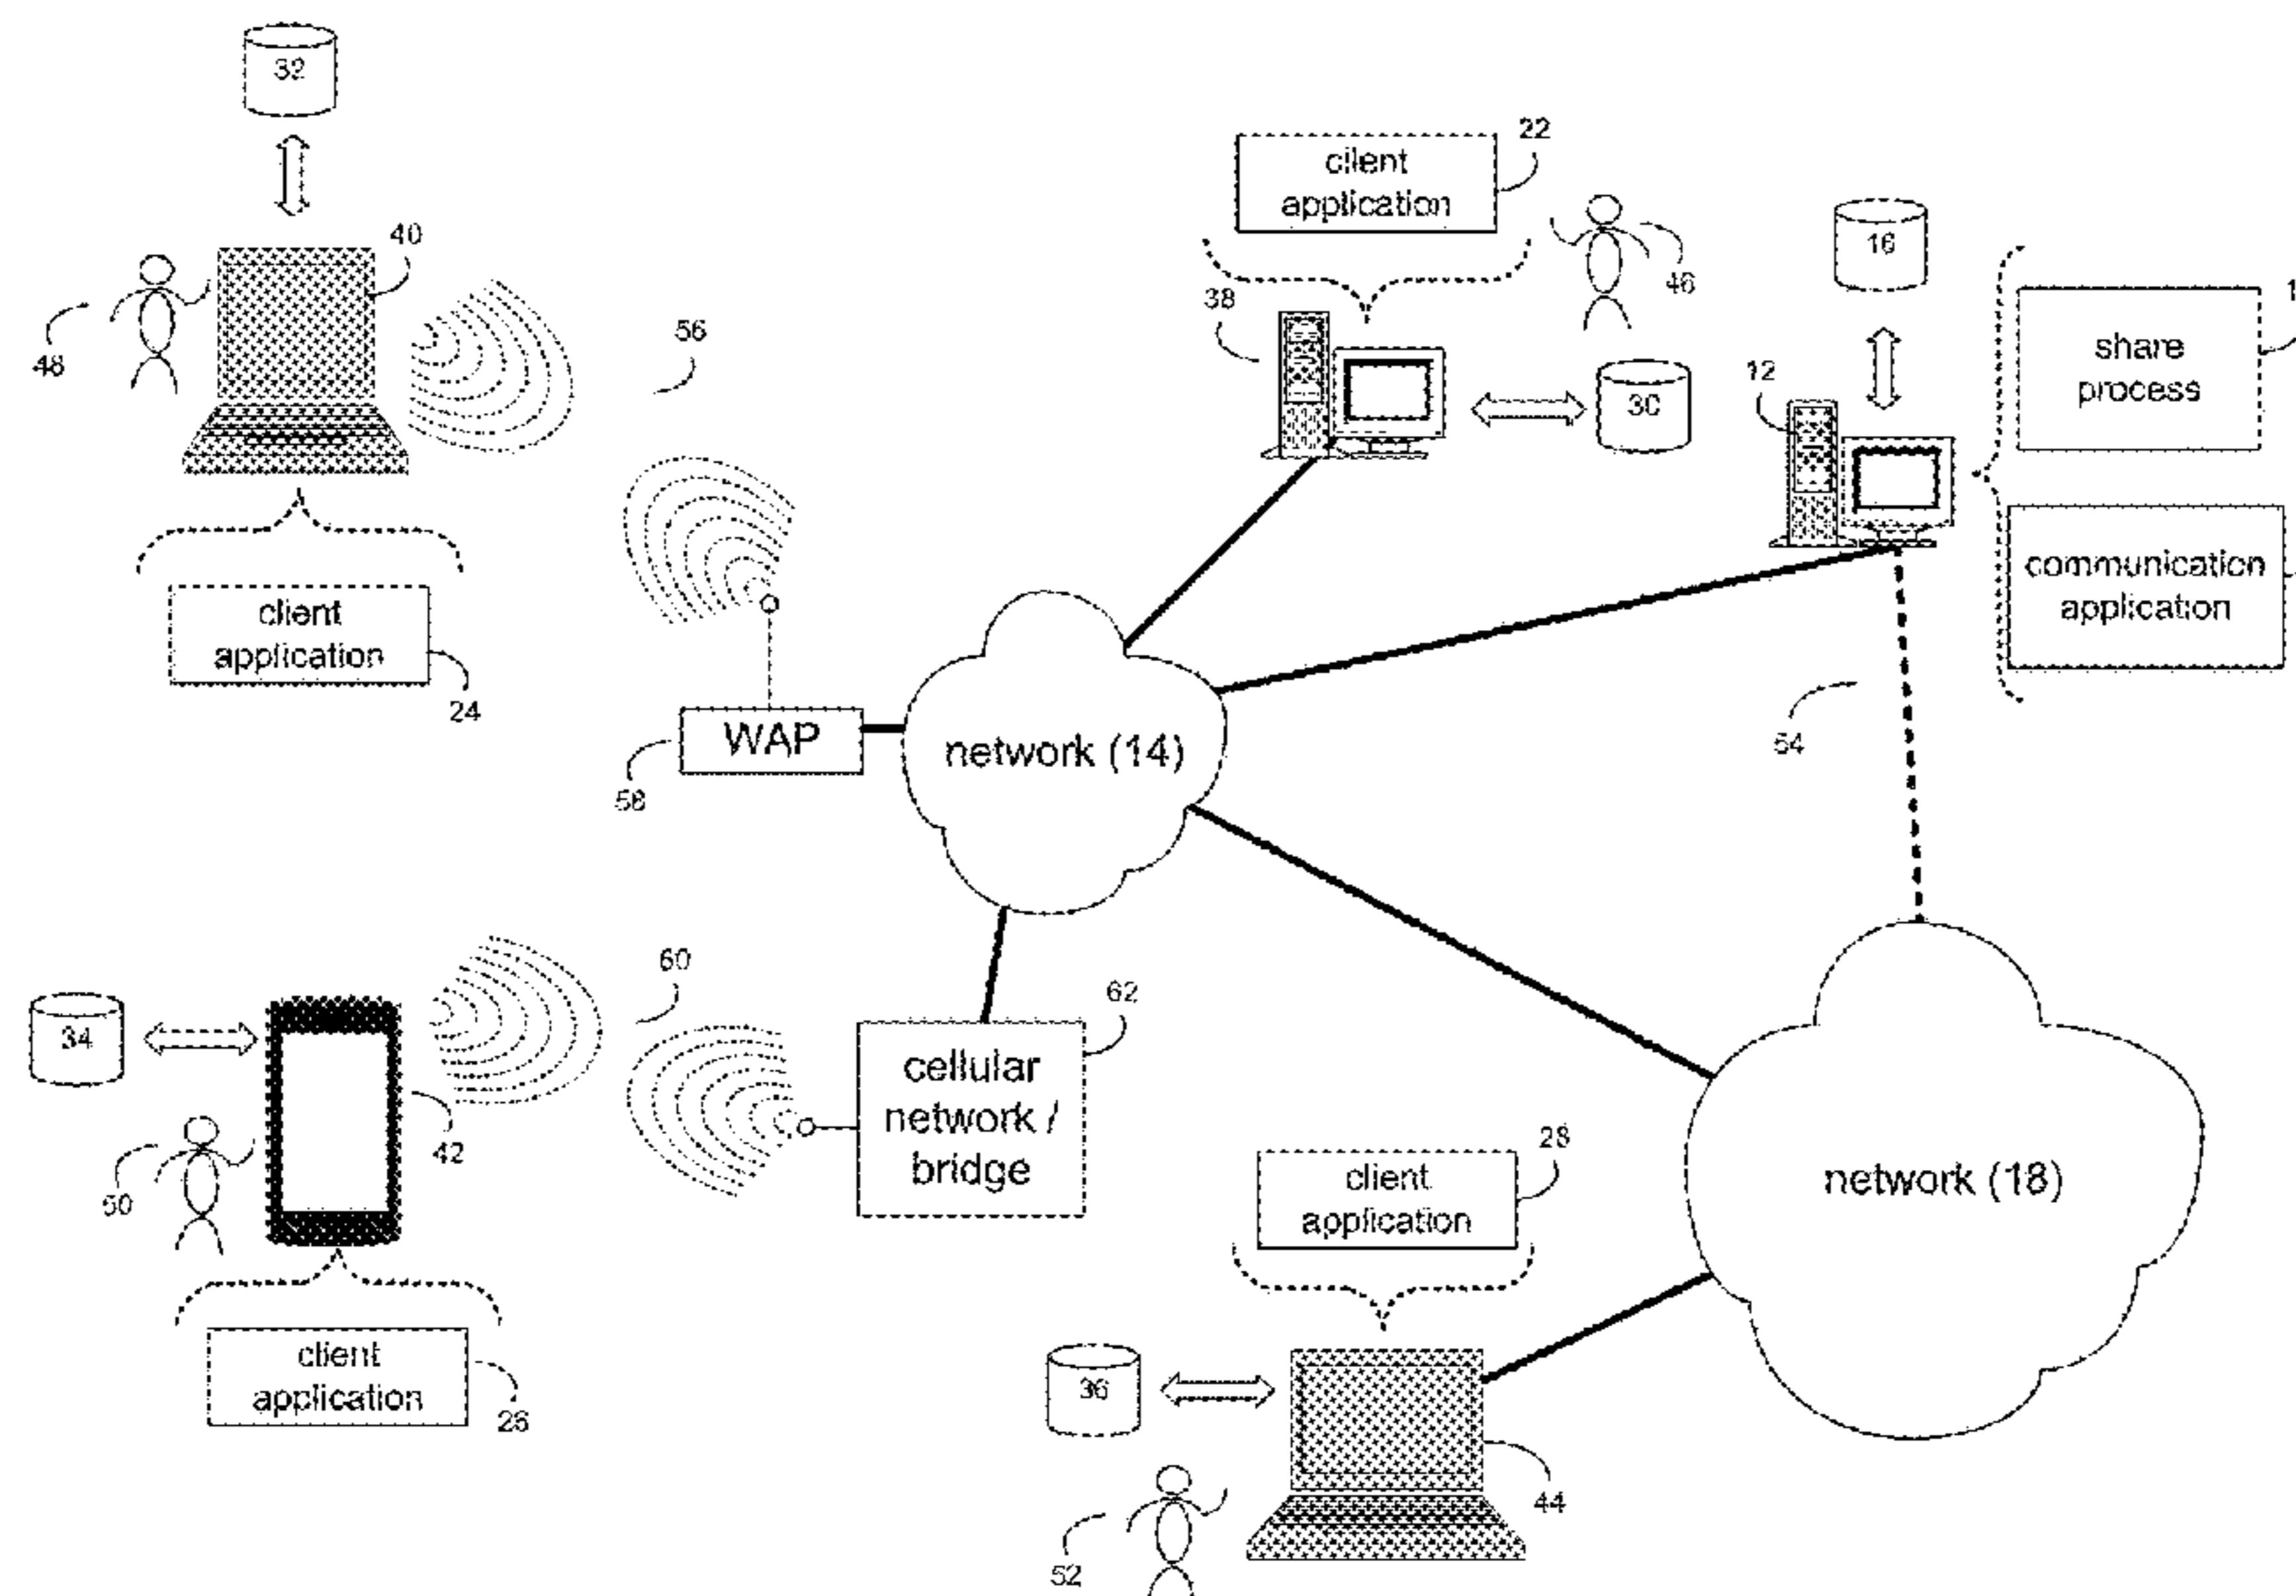 32
22
client
application
16
1
40
38
46
share
process
48
56
12
30
communication
application
client
application
24
WAP
network (14)
54
58
60
62
34
cellular
network /
bridge
42
28
client
application
network (18)
50
client
application
26
36
44
52